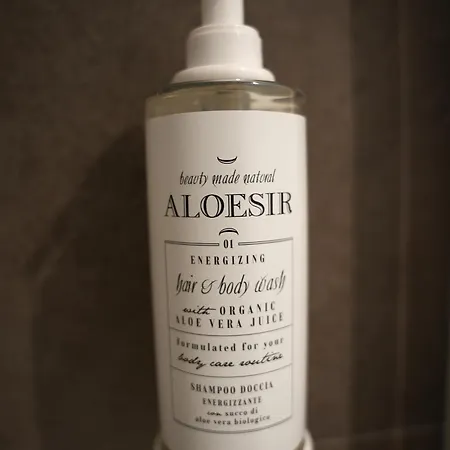 beauty made natural
ALOESIR
01
ENERGIZING
hair & body wash
with ORGANIC
ALOE VERA JUICE
Formulated for your
body care routine
SHAMPOO DOCCIA
ENERGIZZANTE
con succo di
aloe vera biologico